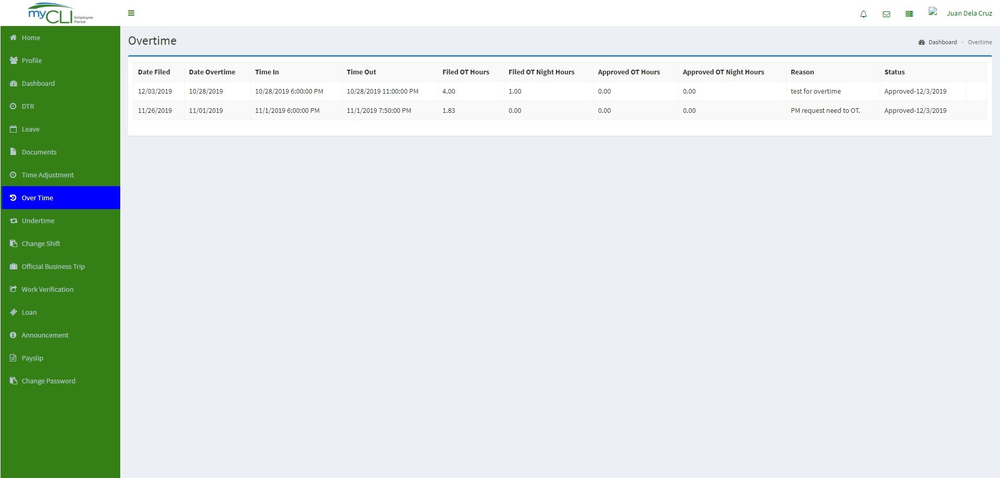 myCLI Employee Portal
Juan Dela Cruz
Home
Profile
Dashboard
DTR
Leave
Documents
Time Adjustment
Over Time
Undertime
Change Shift
Official Business Trip
Work Verification
Loan
Announcement
Payslip
Change Password
Overtime
Dashboard > Overtime
Date Filed Date Overtime Time In Time Out Filed OT Hours Filed OT Night Hours Approved OT Hours Approved OT Night Hours Reason Status
12/03/2019 10/28/2019 10/28/2019 6:00:00 PM 10/28/2019 11:00:00 PM 4.00 1.00 0.00 0.00 test for overtime Approved-12/3/2019
11/26/2019 11/01/2019 11/1/2019 6:00:00 PM 11/1/2019 7:50:00 PM 1.83 0.00 0.00 0.00 PM request need to OT. Approved-12/3/2019